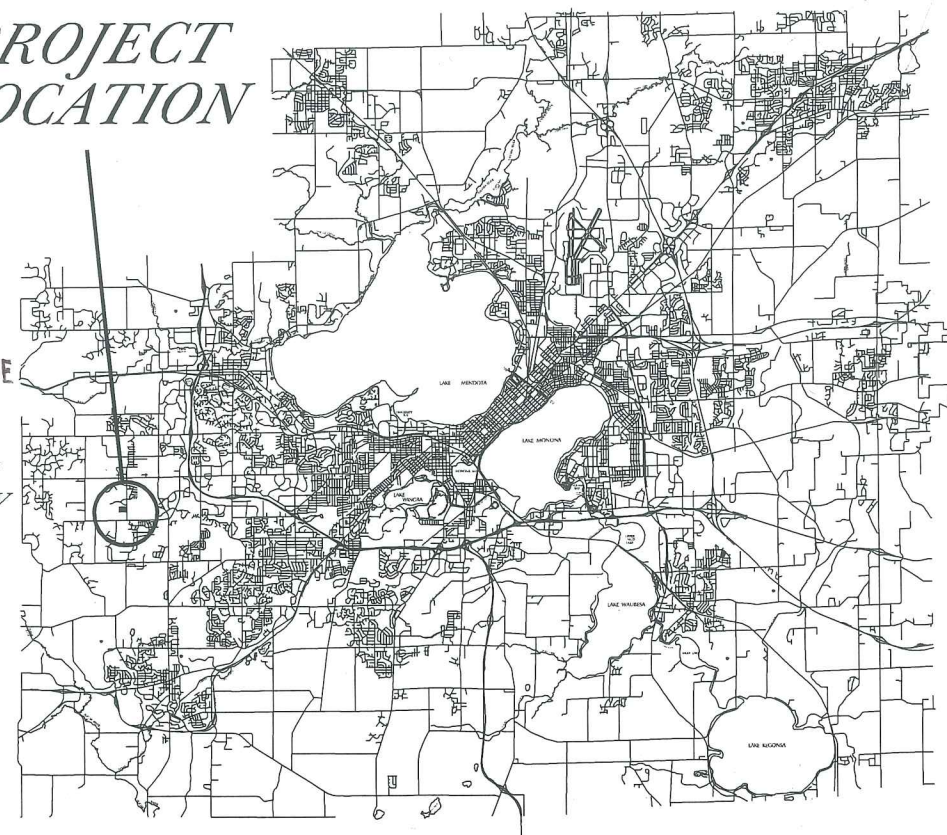 ROJECT
OCATION
LAKE MENDOTA
E
LAKE MONONA
LAKE
WINGRA
LAKE WAUBESA
LAKE KEGONSA